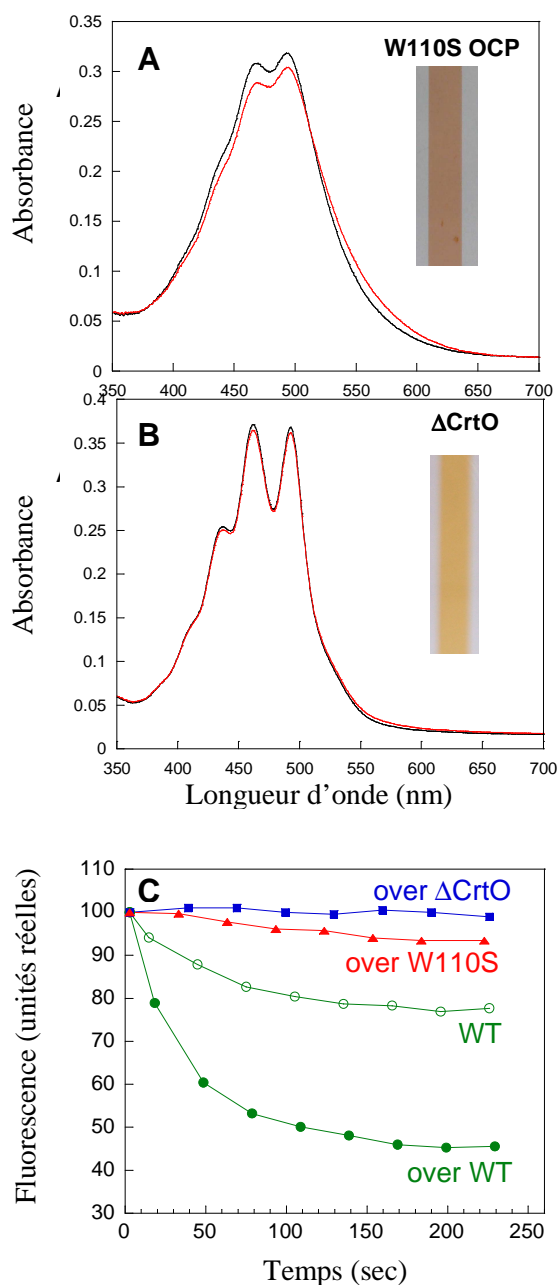 0.35
A
W110S OCP
0.3
0.25
0.2
0.15
0.1
0.05
0
Absorbance
350 400 450 500 550 600 650 700
0.4
B
ΔCrtO
0.35
0.3
0.25
0.2
0.15
0.1
0.05
0
Absorbance
350 400 450 500 550 600 650 700
Longueur d’onde (nm)
110
C
over ΔCrtO
100
90
over W110S
80
WT
70
60
50
over WT
40
30
Fluorescence (unités réelles)
0 50 100 150 200 250
Temps (sec)